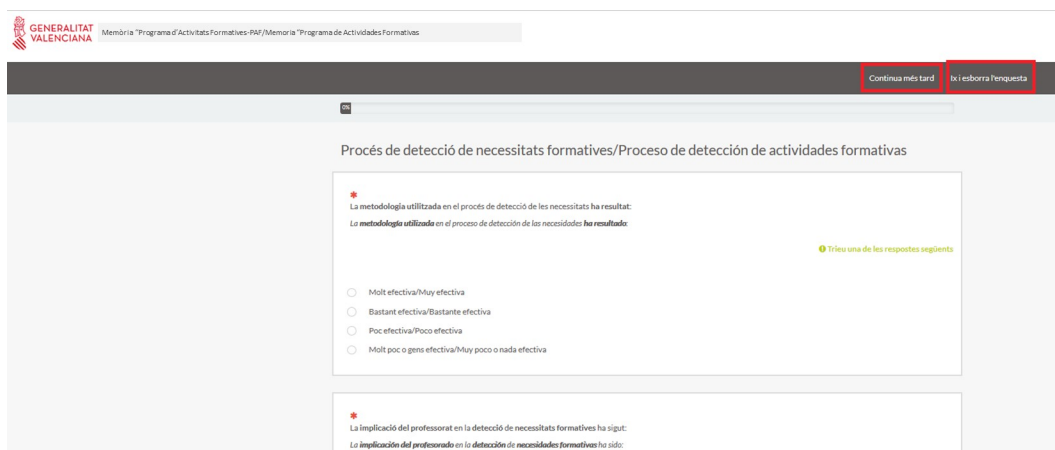 GENERALITAT
VALENCIANA
Memòria "Programa d'Activitats Formatives-PAF/Memoria "Programa de Actividades Formativas
Continua més tard
Ix i esborra l'enquesta
0%
Procés de detecció de necessitats formatives/Proceso de detección de actividades formativas
*
La metodologia utilitzada en el procés de detecció de les necessitats ha resultat:
La metodología utilizada en el proceso de detección de las necesidades ha resultado:
Trieu una de les respostes següents
Molt efectiva/Muy efectiva
Bastant efectiva/Bastante efectiva
Poc efectiva/Poco efectiva
Molt poc o gens efectiva/Muy poco o nada efectiva
*
La implicació del professorat en la detecció de necessitats formatives ha sigut:
La implicación del profesorado en la detección de necesidades formativas ha sido: